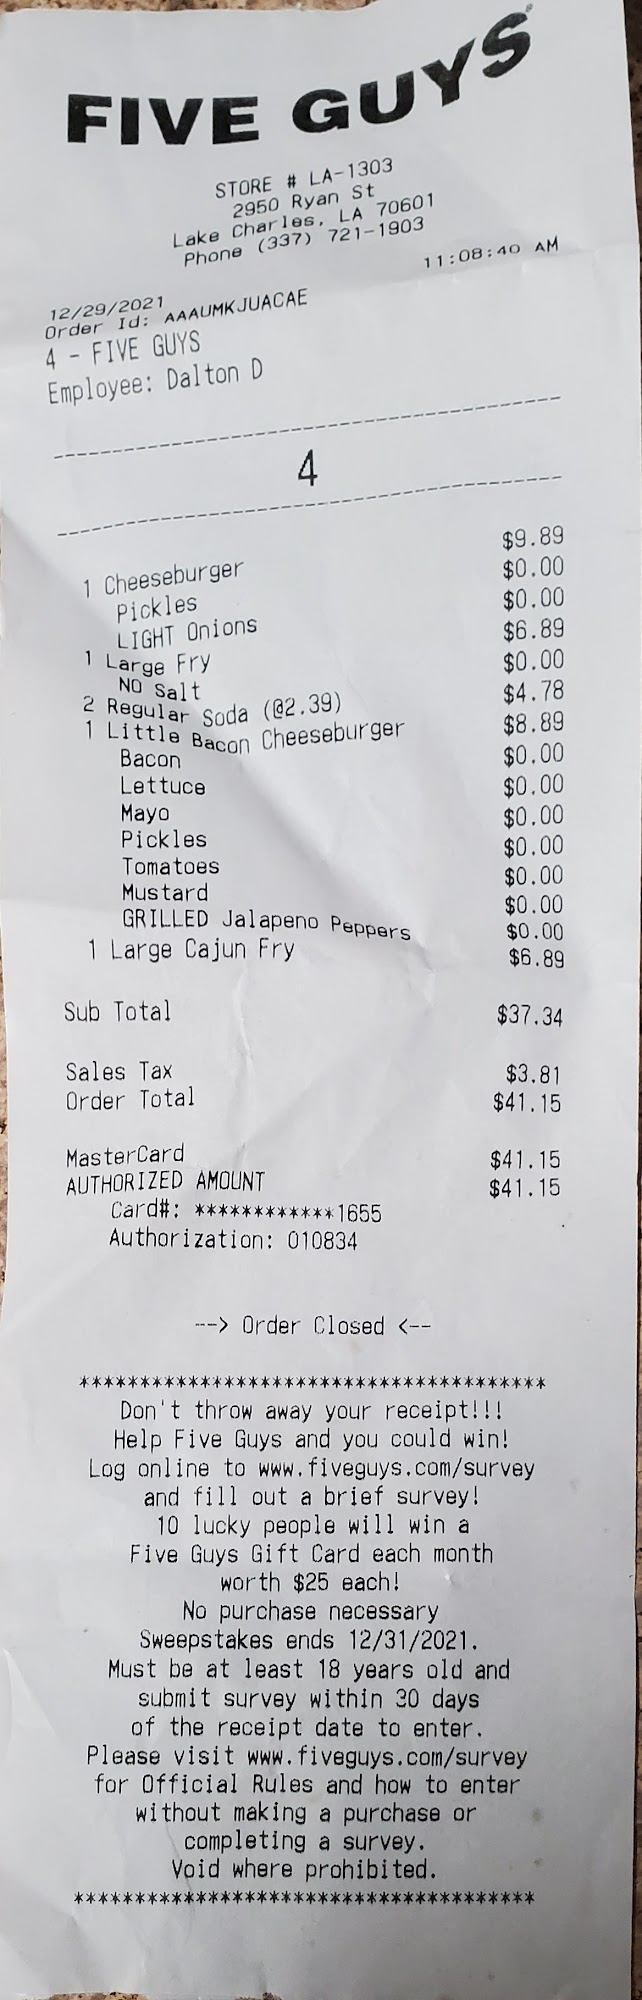 FIVE GUYS®
STORE # LA-1303
2950 Ryan St
Lake Charles, LA 70601
Phone (337) 721-1903
12/29/2021 11:08:40 AM
Order Id: AAAUMKJUACAE
4 - FIVE GUYS
Employee: Dalton D
4
1 Cheeseburger $9.89
Pickles $0.00
LIGHT Onions $0.00
1 Large Fry $6.89
NO Salt $0.00
2 Regular Soda (@2.39) $4.78
1 Little Bacon Cheeseburger $8.89
Bacon $0.00
Lettuce $0.00
Mayo $0.00
Pickles $0.00
Tomatoes $0.00
Mustard $0.00
GRILLED Jalapeno Peppers $0.00
1 Large Cajun Fry $6.89
Sub Total $37.34
Sales Tax $3.81
Order Total $41.15
MasterCard $41.15
AUTHORIZED AMOUNT $41.15
Card#: ************1655
Authorization: 010834
--> Order Closed <--
***************************************
Don't throw away your receipt!!!
Help Five Guys and you could win!
Log online to www.fiveguys.com/survey
and fill out a brief survey!
10 lucky people will win a
Five Guys Gift Card each month
worth $25 each!
No purchase necessary
Sweepstakes ends 12/31/2021.
Must be at least 18 years old and
submit survey within 30 days
of the receipt date to enter.
Please visit www.fiveguys.com/survey
for Official Rules and how to enter
without making a purchase or
completing a survey.
Void where prohibited.
***************************************